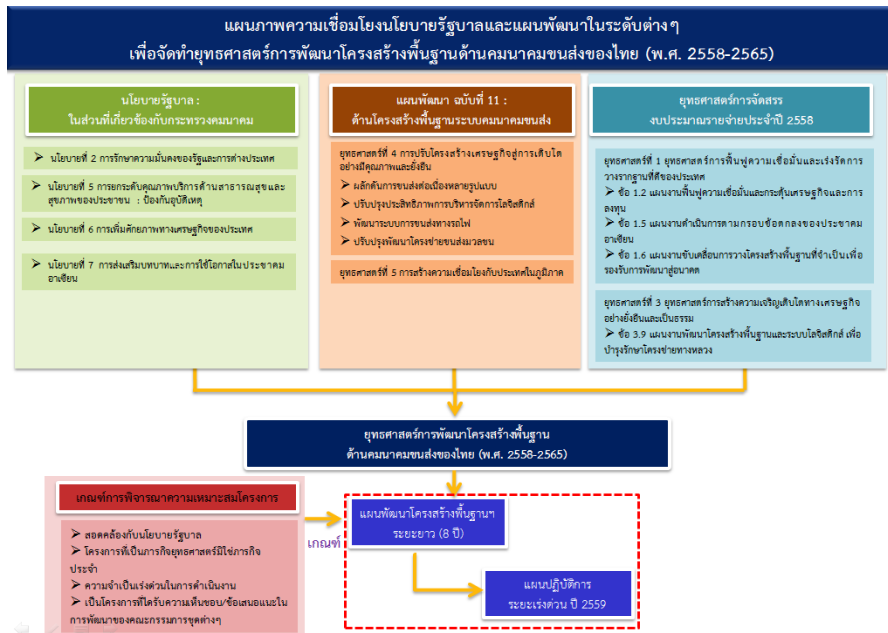 แผนภาพความเชื่อมโยงนโยบายรัฐบาลและแผนพัฒนาในระดับต่างๆ
เพื่อจัดทำยุทธศาสตร์การพัฒนาโครงสร้างพื้นฐานด้านคมนาคมขนส่งของไทย (พ.ศ. 2558-2565)
นโยบายรัฐบาล :
ในส่วนที่เกี่ยวข้องกับกระทรวงคมนาคม
➢ นโยบายที่ 2 การรักษาความมั่นคงของรัฐและการต่างประเทศ
➢ นโยบายที่ 5 การยกระดับคุณภาพบริการด้านสาธารณสุขและ
สุขภาพของประชาชน : ป้องกันอุบัติเหตุ
➢ นโยบายที่ 6 การเพิ่มศักยภาพทางเศรษฐกิจของประเทศ
➢ นโยบายที่ 7 การส่งเสริมบทบาทและการใช้โอกาสในประชาคม
อาเซียน
แผนพัฒนา ฉบับที่ 11 :
ด้านโครงสร้างพื้นฐานระบบคมนาคมขนส่ง
ยุทธศาสตร์ที่ 4 การปรับโครงสร้างเศรษฐกิจสู่การเติบโต
อย่างมีคุณภาพและยั่งยืน
➢ ผลักดันการขนส่งต่อเนื่องหลายรูปแบบ
➢ ปรับปรุงประสิทธิภาพการบริหารจัดการโลจิสติกส์
➢ พัฒนาระบบการขนส่งทางรถไฟ
➢ ปรับปรุงพัฒนาโครงข่ายขนส่งมวลชน
ยุทธศาสตร์ที่ 5 การสร้างความเชื่อมโยงกับประเทศในภูมิภาค
ยุทธศาสตร์การจัดสรร
งบประมาณรายจ่ายประจำปี 2558
ยุทธศาสตร์ที่ 1 ยุทธศาสตร์การฟื้นฟูความเชื่อมั่นและเร่งรัดการ
วางรากฐานที่ดีของประเทศ
➢ ข้อ 1.2 แผนงานฟื้นฟูความเชื่อมั่นและกระตุ้นเศรษฐกิจและการ
ลงทุน
➢ ข้อ 1.5 แผนงานดำเนินการตามกรอบข้อตกลงของประชาคม
อาเซียน
➢ ข้อ 1.6 แผนงานขับเคลื่อนการวางโครงสร้างพื้นฐานที่จำเป็นเพื่อ
รองรับการพัฒนาสู่อนาคต
ยุทธศาสตร์ที่ 3 ยุทธศาสตร์การสร้างความเจริญเติบโตทางเศรษฐกิจ
อย่างยั่งยืนและเป็นธรรม
➢ ข้อ 3.9 แผนงานพัฒนาโครงสร้างพื้นฐานและระบบโลจิสติกส์ เพื่อ
บำรุงรักษาโครงข่ายทางหลวง
ยุทธศาสตร์การพัฒนาโครงสร้างพื้นฐาน
ด้านคมนาคมขนส่งของไทย (พ.ศ. 2558-2565)
เกณฑ์การพิจารณาความเหมาะสมโครงการ
➢ สอดคล้องกับนโยบายรัฐบาล
➢ โครงการที่เป็นภารกิจยุทธศาสตร์มิใช่ภารกิจ
ประจำ
➢ ความจำเป็นเร่งด่วนในการดำเนินงาน
➢ เป็นโครงการที่ได้รับความเห็นชอบ/ข้อเสนอแนะใน
การพัฒนาของคณะกรรมการชุดต่างๆ
เกณฑ์
แผนพัฒนาโครงสร้างพื้นฐานฯ
ระยะยาว (8 ปี)
แผนปฏิบัติการ
ระยะเร่งด่วน ปี 2559